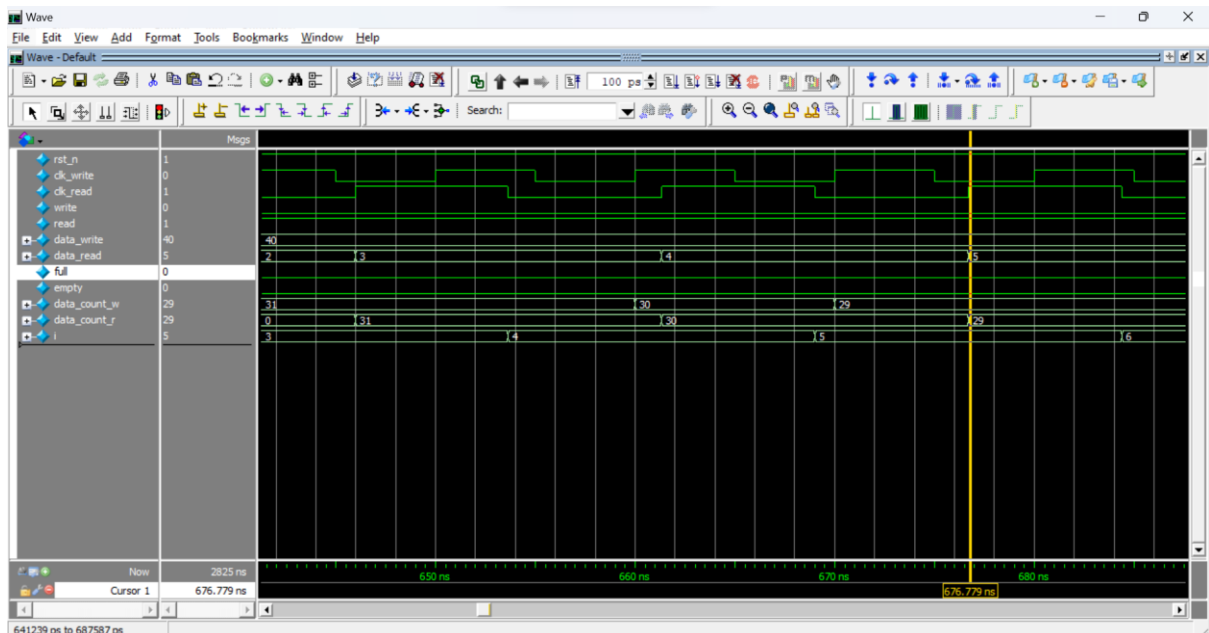 Wave
File Edit View Add Format Tools Bookmarks Window Help
Wave - Default
100 ps
Search:
Msgs
rst_n 1
clk_write 0
clk_read 1
write 0
read 1
data_write 40 40
data_read 5 2 3 4 5
full 0
empty 0
data_count_w 29 31 30 29
data_count_r 29 0 31 30 29
i 5 3 4 5 6
Now 2825 ns 650 ns 660 ns 670 ns 680 ns
Cursor 1 676.779 ns 676.779 ns
641239 ps to 687587 ps